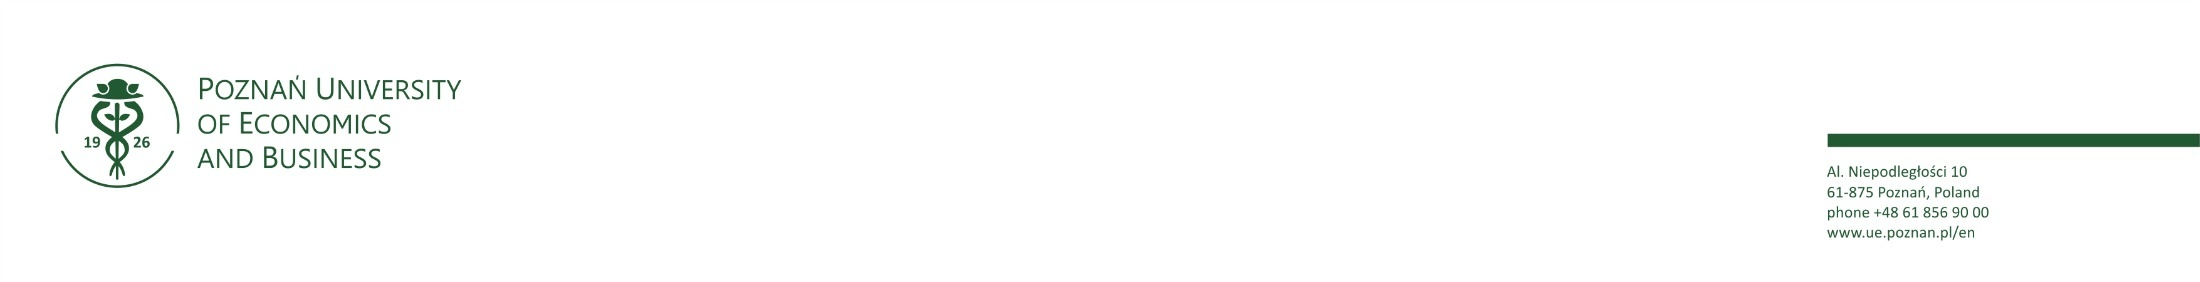 POZNAŃ UNIVERSITY
OF ECONOMICS
AND BUSINESS
19 26
Al. Niepodległości 10
61-875 Poznań, Poland
phone +48 61 856 90 00
www.ue.poznan.pl/en